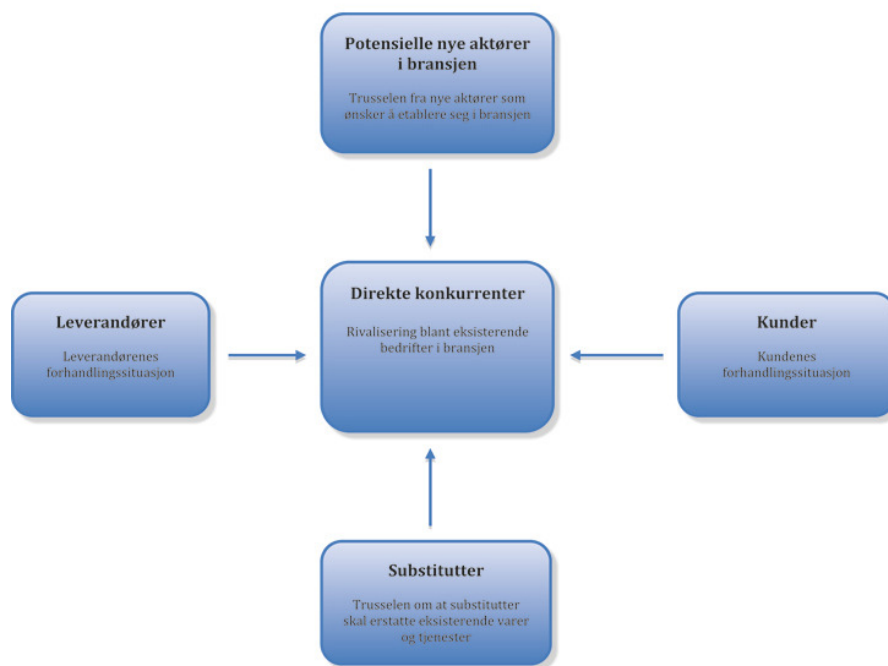 Potensielle nye aktører
i bransjen
Trusselen fra nye aktører som
ønsker å etablere seg i bransjen
Direkte konkurrenter
Rivalisering blant eksisterende
bedrifter i bransjen
Leverandører
Leverandørenes
forhandlingssituasjon
Kunder
Kundenes
forhandlingssituasjon
Substitutter
Trusselen om at substitutter
skal erstatte eksisterende varer
og tjenester